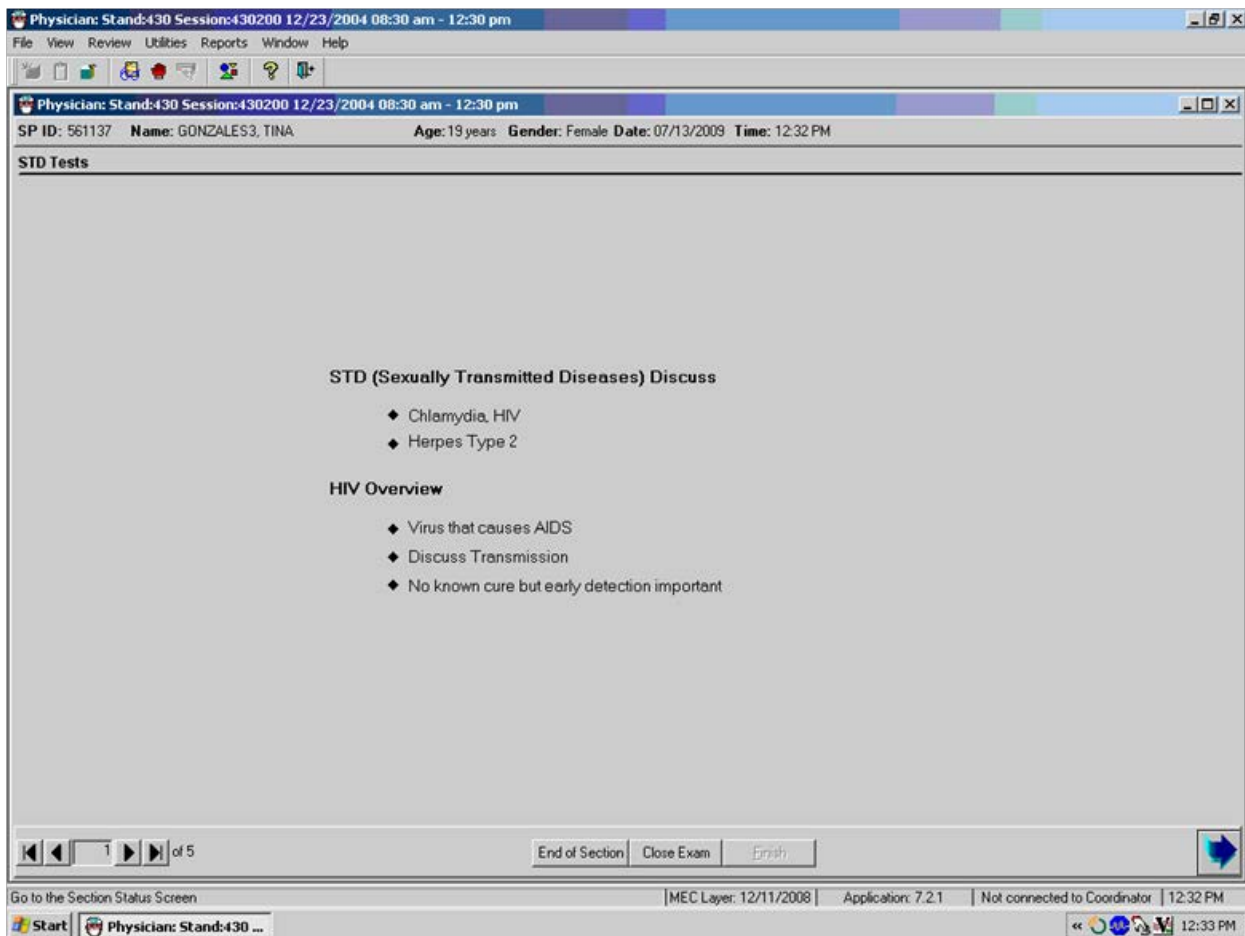 Physician: Stand:430 Session:430200 12/23/2004 08:30 am - 12:30 pm
File View Review Utilities Reports Window Help
Physician: Stand:430 Session:430200 12/23/2004 08:30 am - 12:30 pm
SP ID: 561137 Name: GONZALES3, TINA Age: 19 years Gender: Female Date: 07/13/2009 Time: 12:32 PM
STD Tests
STD (Sexually Transmitted Diseases) Discuss
◆ Chlamydia, HIV
◆ Herpes Type 2
HIV Overview
◆ Virus that causes AIDS
◆ Discuss Transmission
◆ No known cure but early detection important
1 of 5 End of Section Close Exam Finish
Go to the Section Status Screen MEC Layer: 12/11/2008 Application: 7.2.1 Not connected to Coordinator 12:32 PM
Start Physician: Stand:430 ... « 12:33 PM